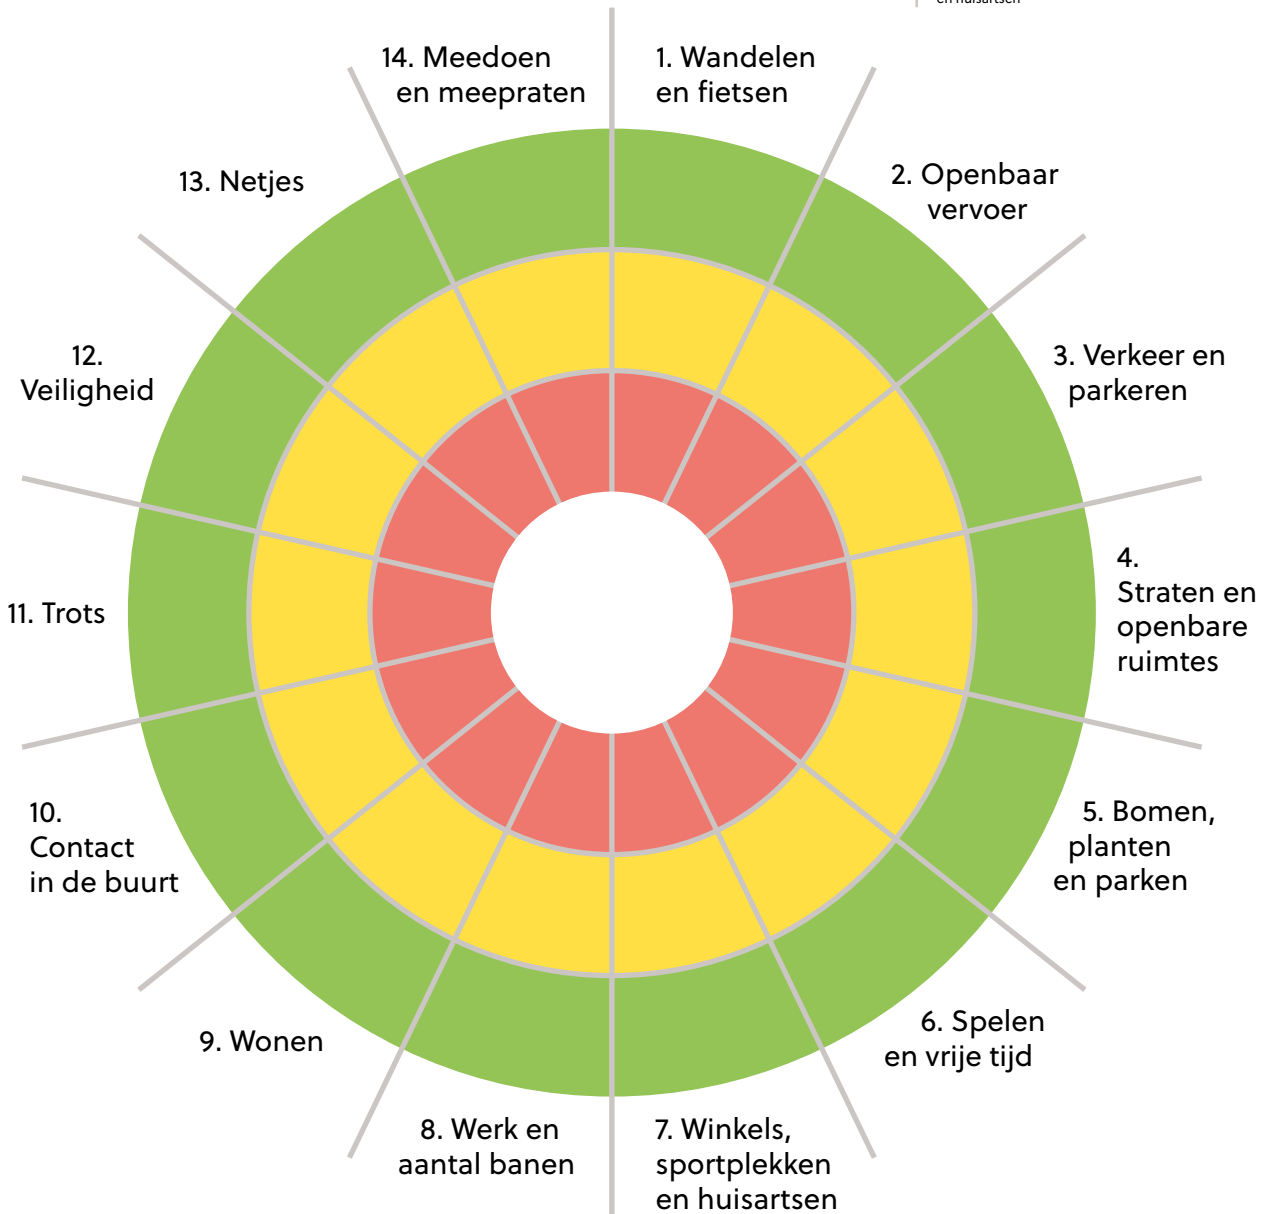 en huisartsen
14. Meedoen
en meepraten
1. Wandelen
en fietsen
2. Openbaar
vervoer
3. Verkeer en
parkeren
4.
Straten en
openbare
ruimtes
5. Bomen,
planten
en parken
6. Spelen
en vrije tijd
7. Winkels,
sportplekken
en huisartsen
8. Werk en
aantal banen
9. Wonen
10.
Contact
in de buurt
11. Trots
12.
Veiligheid
13. Netjes